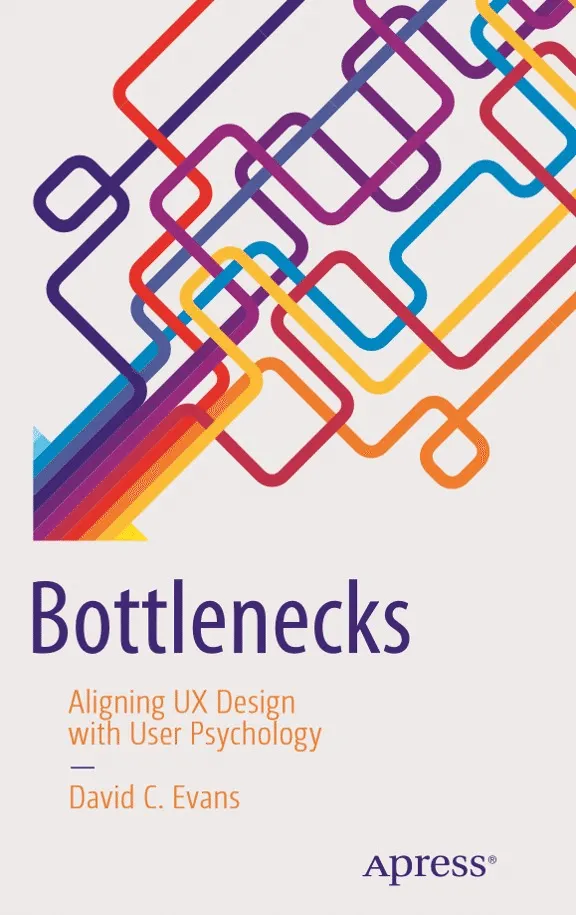 Bottlenecks
Aligning UX Design
with User Psychology
David C. Evans
Apress®